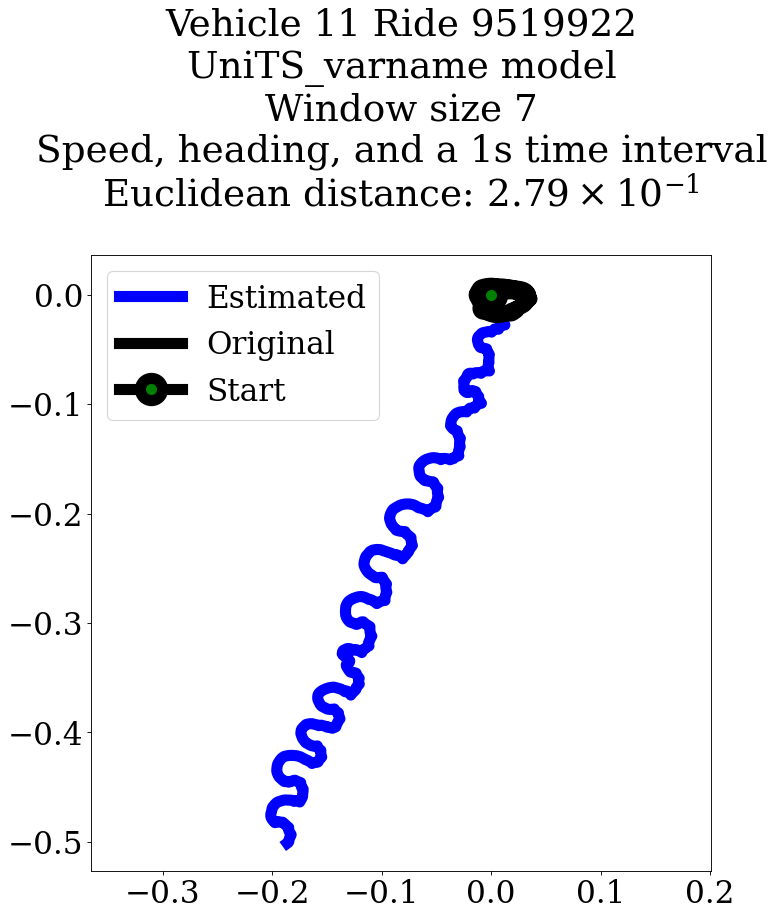 Vehicle 11 Ride 9519922
UniTS_varname model
Window size 7
Speed, heading, and a 1s time interval
Euclidean distance: 2.79 × 10⁻¹
Estimated
Original
Start
0.0
−0.1
−0.2
−0.3
−0.4
−0.5
−0.3 −0.2 −0.1 0.0 0.1 0.2